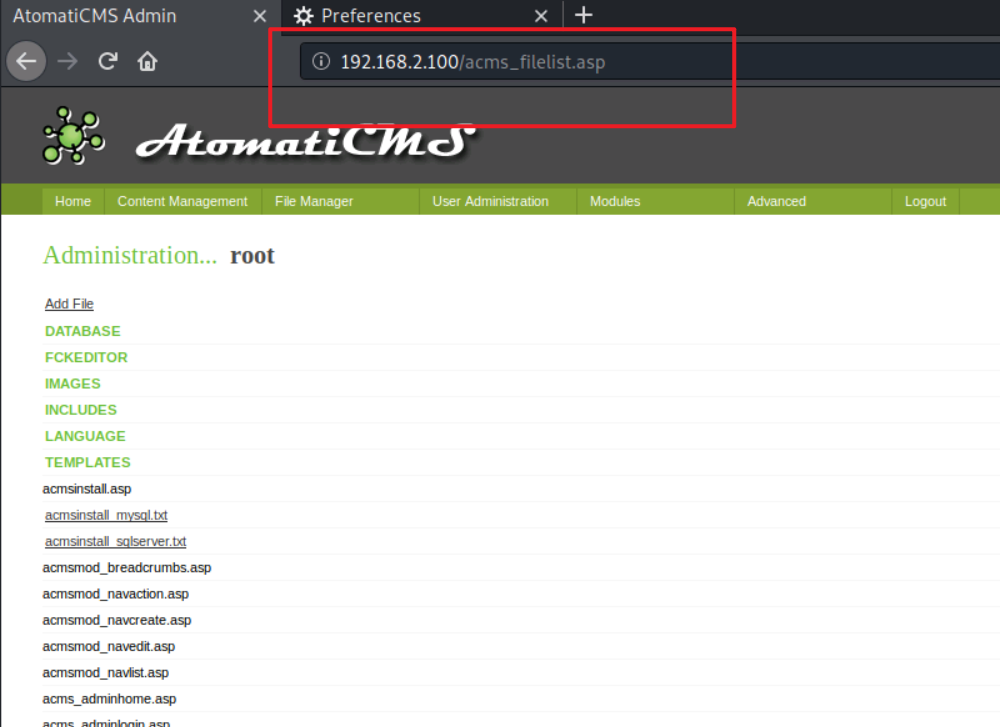 AtomatiCMS Admin Preferences
192.168.2.100/acms_filelist.asp
AtomatiCMS
Home Content Management File Manager User Administration Modules Advanced Logout
Administration... root
Add File
DATABASE
FCKEDITOR
IMAGES
INCLUDES
LANGUAGE
TEMPLATES
acmsinstall.asp
acmsinstall_mysql.txt
acmsinstall_sqlserver.txt
acmsmod_breadcrumbs.asp
acmsmod_navaction.asp
acmsmod_navcreate.asp
acmsmod_navedit.asp
acmsmod_navlist.asp
acms_adminhome.asp
acms_adminlogin.asp